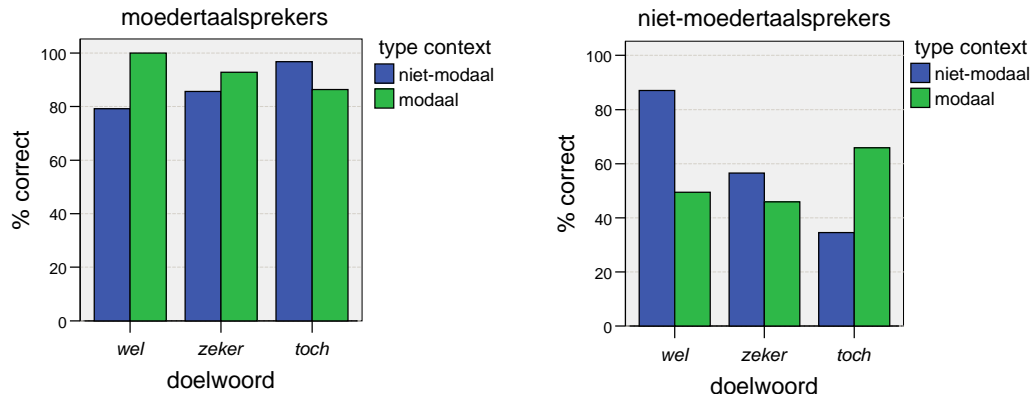 moedertaalsprekers
type context
niet-modaal
modaal
% correct
100
80
60
40
20
0
wel zeker toch
doelwoord
niet-moedertaalsprekers
type context
niet-modaal
modaal
% correct
100
80
60
40
20
0
wel zeker toch
doelwoord